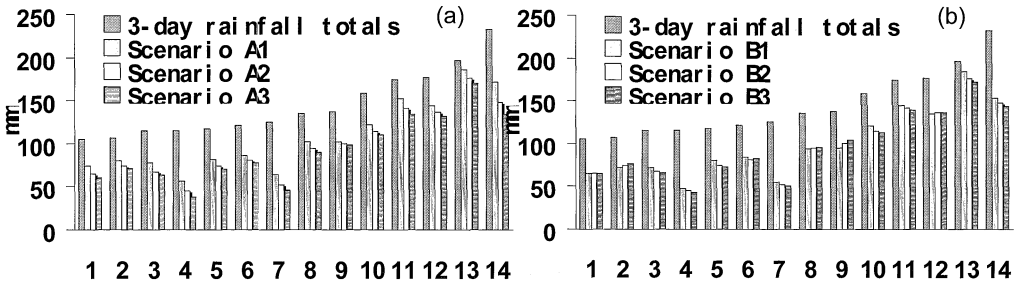 (a)
250
200
150
100
50
0
mm
3-day rainfall totals
Scenario A1
Scenario A2
Scenario A3
1 2 3 4 5 6 7 8 9 10 11 12 13 14
(b)
250
200
150
100
50
0
mm
3-day rainfall totals
Scenario B1
Scenario B2
Scenario B3
1 2 3 4 5 6 7 8 9 10 11 12 13 14